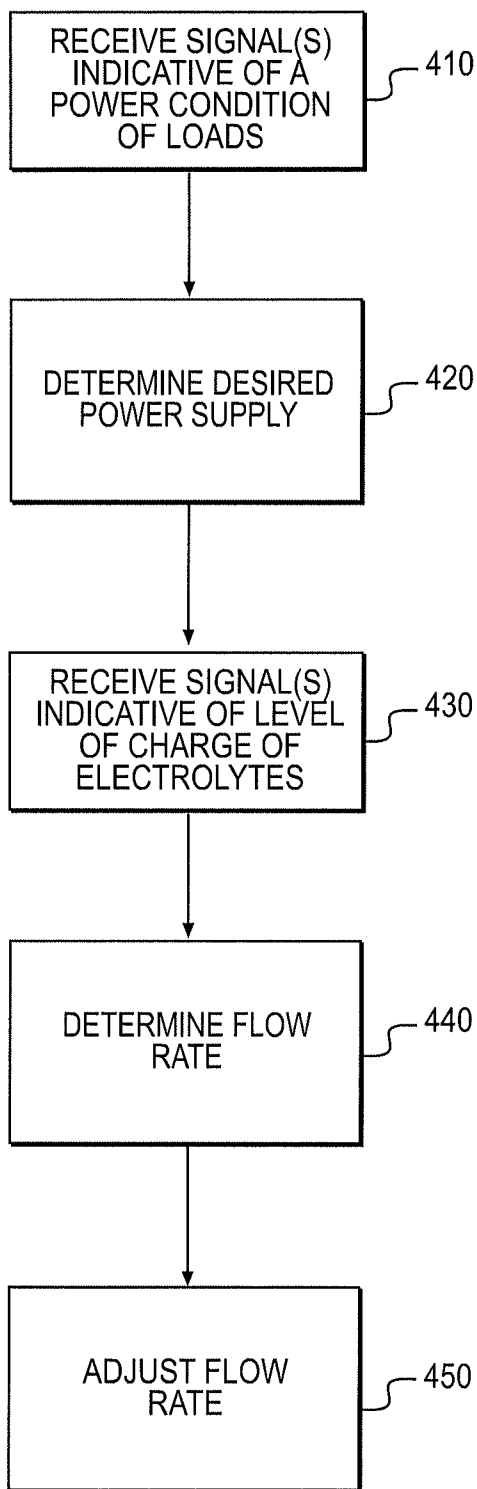 RECEIVE SIGNAL(S)
INDICATIVE OF A
POWER CONDITION
OF LOADS
410
DETERMINE DESIRED
POWER SUPPLY
420
RECEIVE SIGNAL(S)
INDICATIVE OF LEVEL
OF CHARGE OF
ELECTROLYTES
430
DETERMINE FLOW
RATE
440
ADJUST FLOW
RATE
450